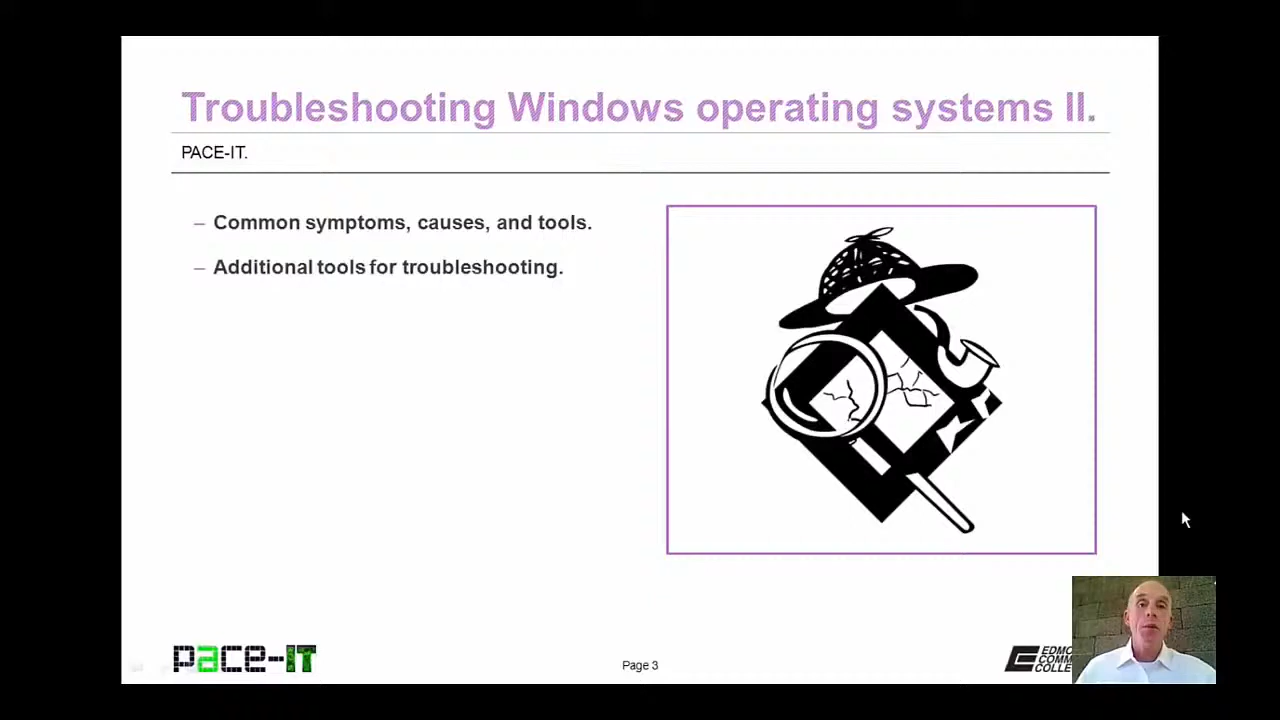 Troubleshooting Windows operating systems II.
PACE-IT.
– Common symptoms, causes, and tools.
– Additional tools for troubleshooting.
pace-IT
Page 3